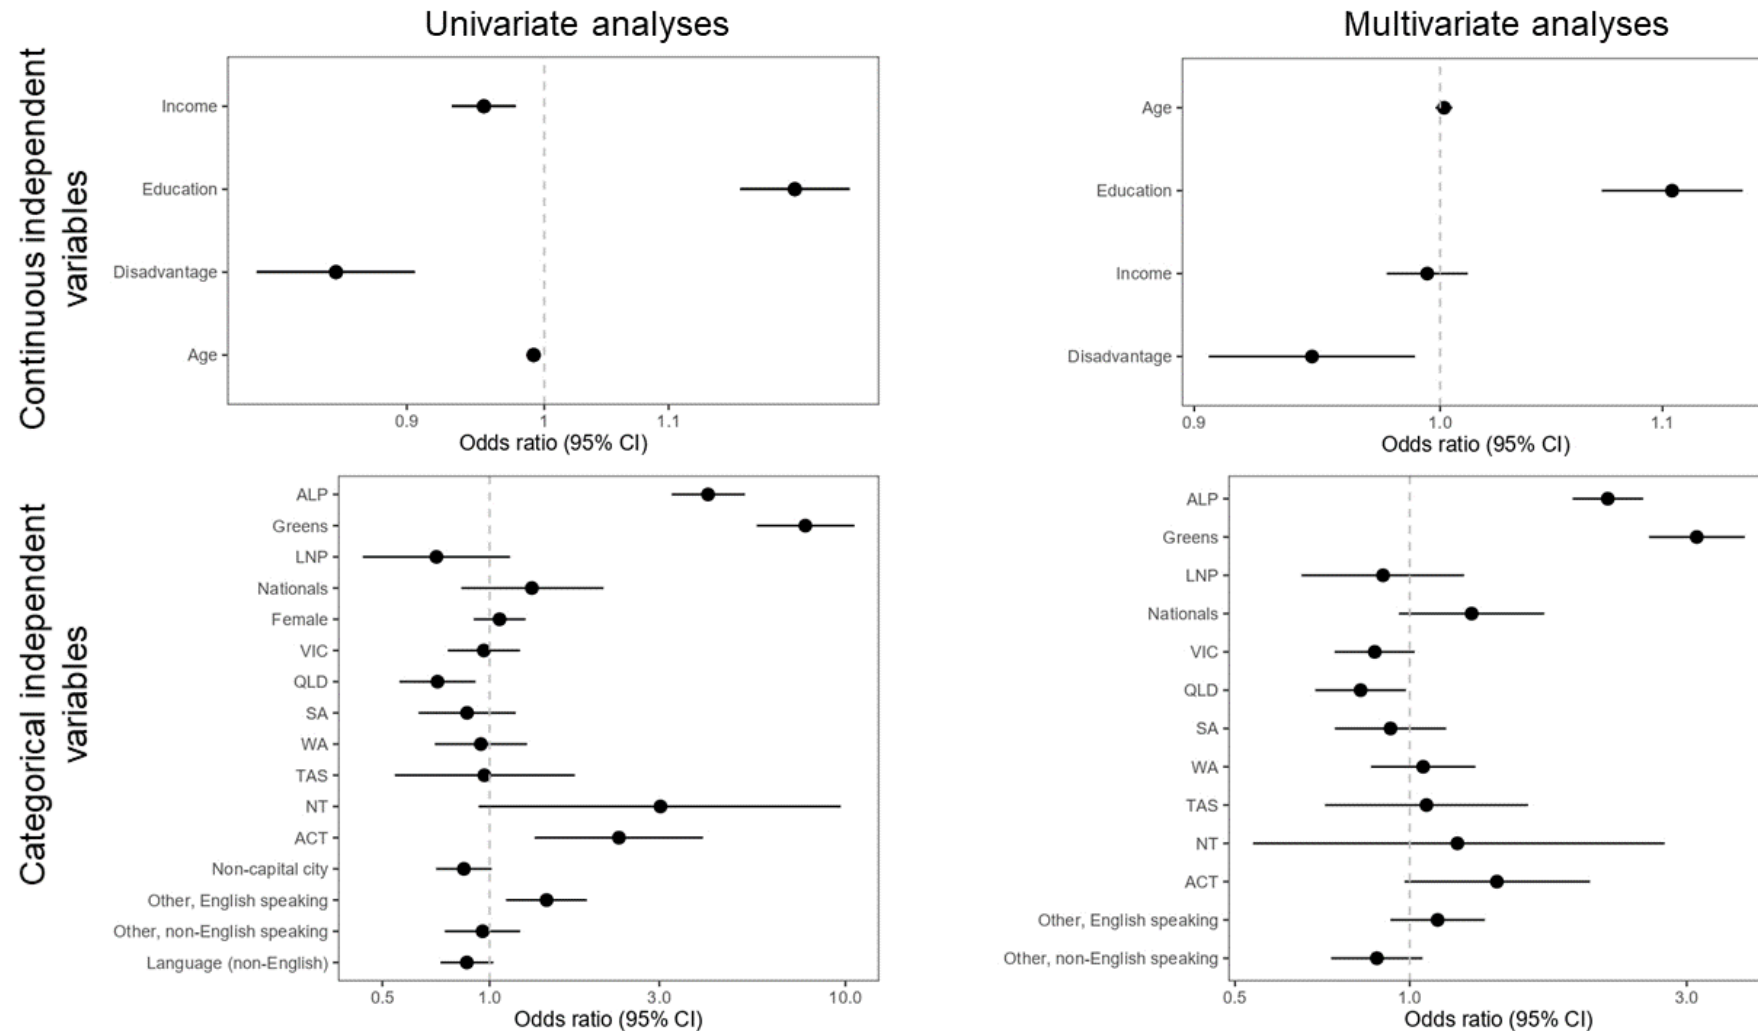 Univariate analyses
Multivariate analyses
Continuous independent
variables
Income
Education
Disadvantage
Age
0.9
1
1.1
Odds ratio (95% CI)
Age
Education
Income
Disadvantage
0.9
1.0
1.1
Odds ratio (95% CI)
Categorical independent
variables
ALP
Greens
LNP
Nationals
Female
VIC
QLD
SA
WA
TAS
NT
ACT
Non-capital city
Other, English speaking
Other, non-English speaking
Language (non-English)
0.5
1.0
3.0
10.0
Odds ratio (95% CI)
ALP
Greens
LNP
Nationals
VIC
QLD
SA
WA
TAS
NT
ACT
Other, English speaking
Other, non-English speaking
0.5
1.0
3.0
Odds ratio (95% CI)